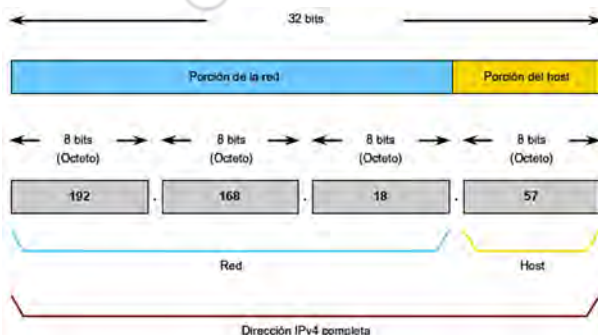 32 bits
Porción de la red Porción del host
8 bits 8 bits 8 bits 8 bits
(Octeto) (Octeto) (Octeto) (Octeto)
192 . 168 . 18 . 57
Red Host
Dirección IPv4 completa